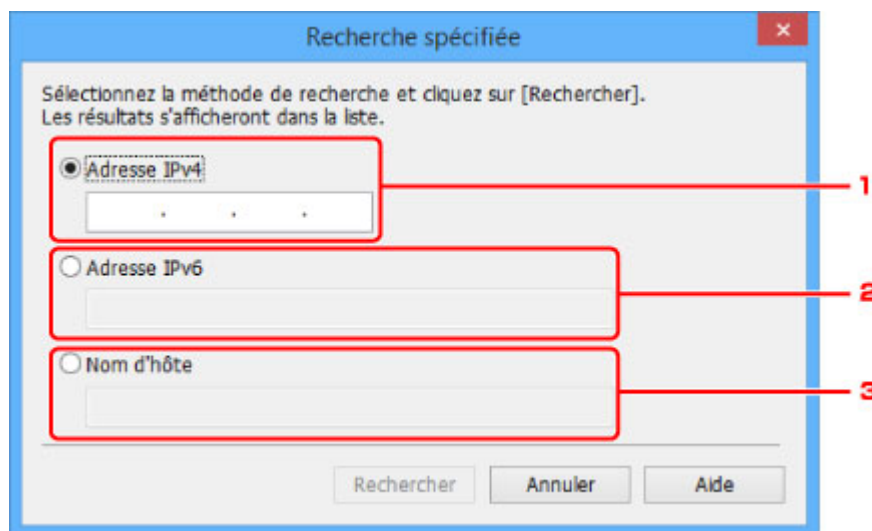 Recherche spécifiée
Sélectionnez la méthode de recherche et cliquez sur [Rechercher].
Les résultats s'afficheront dans la liste.
Adresse IPv4
. . .
1
Adresse IPv6
2
Nom d'hôte
3
Rechercher Annuler Aide